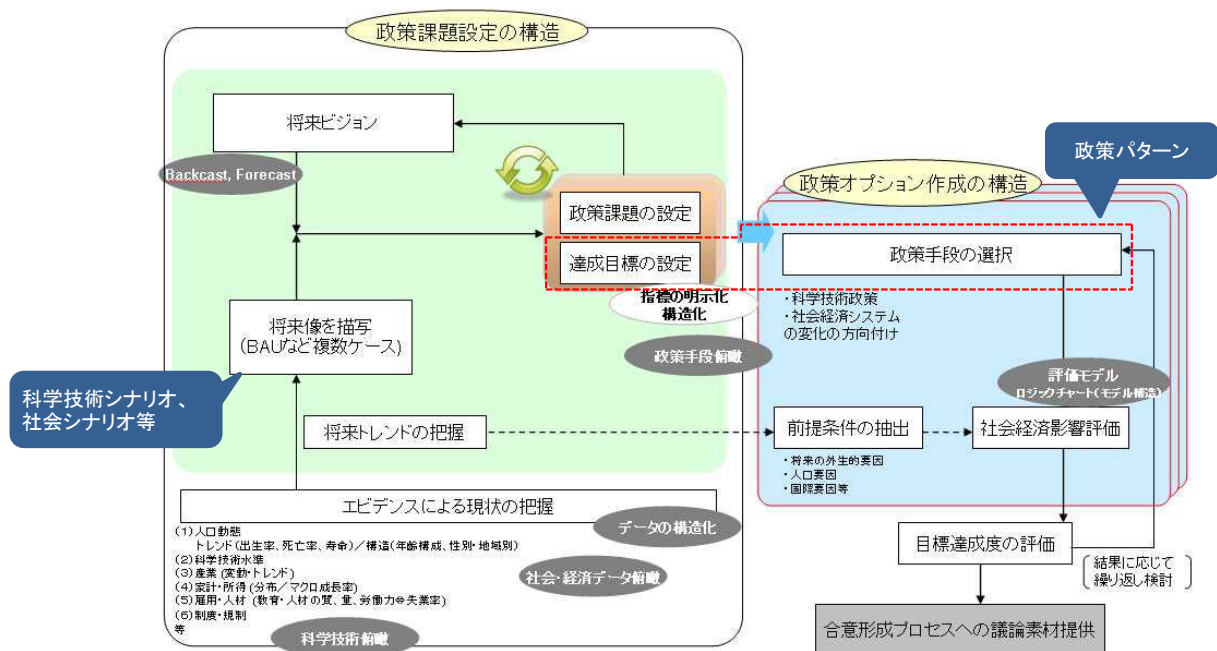 政策課題設定の構造
将来ビジョン
Backcast, Forecast
政策課題の設定
達成目標の設定
指標の明示化
構造化
将来像を描写
(BAUなど複数ケース)
政策手段俯瞰
科学技術シナリオ、
社会シナリオ等
将来トレンドの把握
エビデンスによる現状の把握
データの構造化
(1)人口動態
トレンド(出生率、死亡率、寿命)/構造(年齢構成、性別・地域別)
(2)科学技術水準
(3)産業 (変動・トレンド)
(4)家計・所得 (分布/マクロ成長率)
(5)雇用・人材 (教育・人材の質、量、労働力⇔失業率)
(6)制度・規制
等
社会・経済データ俯瞰
科学技術俯瞰
政策パターン
政策オプション作成の構造
政策手段の選択
・科学技術政策
・社会経済システム
の変化の方向付け
評価モデル
ロジックチャート(モデル構造)
前提条件の抽出
社会経済影響評価
・将来の外生的要因
・人口要因
・国際要因等
目標達成度の評価
結果に応じて
繰り返し検討
合意形成プロセスへの議論素材提供